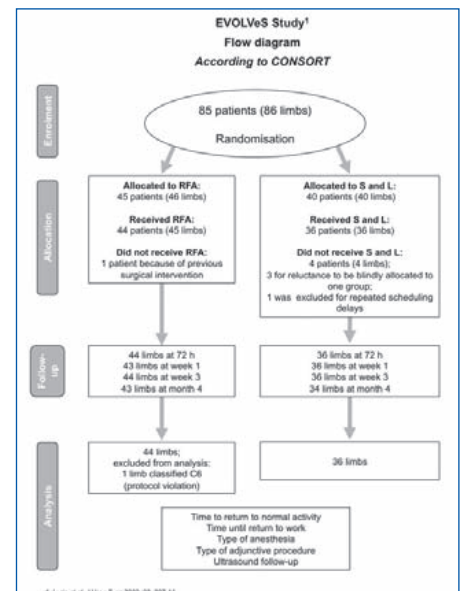 EVOLVeS Study1
Flow diagram
According to CONSORT
Enrolment
85 patients (86 limbs)
Randomisation
Allocation
Allocated to RFA:
45 patients (46 limbs)
Received RFA:
44 patients (45 limbs)
Did not receive RFA:
1 patient because of previous
surgical intervention
Allocated to S and L:
40 patients (40 limbs)
Received S and L:
36 patients (36 limbs)
Did not receive S and L:
4 patients (4 limbs);
3 for reluctance to be blindly allocated to
one group;
1 was excluded for repeated scheduling
delays
Follow-
up
44 limbs at 72 h
43 limbs at week 1
44 limbs at week 3
43 limbs at month 4
36 limbs at 72 h
36 limbs at week 1
36 limbs at week 3
34 limbs at month 4
Analysis
44 limbs;
excluded from analysis:
1 limb classified C6
(protocol violation)
36 limbs
Time to return to normal activity
Time until return to work
Type of anesthesia
Type of adjunctive procedure
Ultrasound follow-up